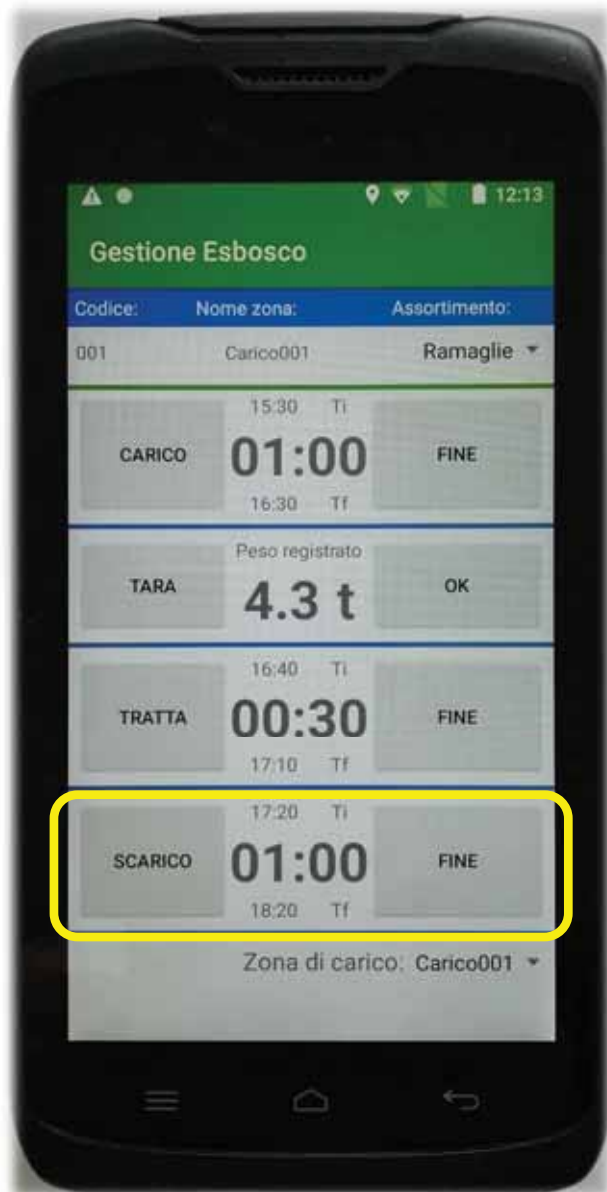 12:13
Gestione Esbosco
Codice: Nome zona: Assortimento:
001 Carico001 Ramaglie
15:30 Ti
CARICO 01:00 FINE
16:30 Tf
Peso registrato
TARA 4.3 t OK
16:40 Ti
TRATTA 00:30 FINE
17:10 Tf
17:20 Ti
SCARICO 01:00 FINE
18:20 Tf
Zona di carico: Carico001